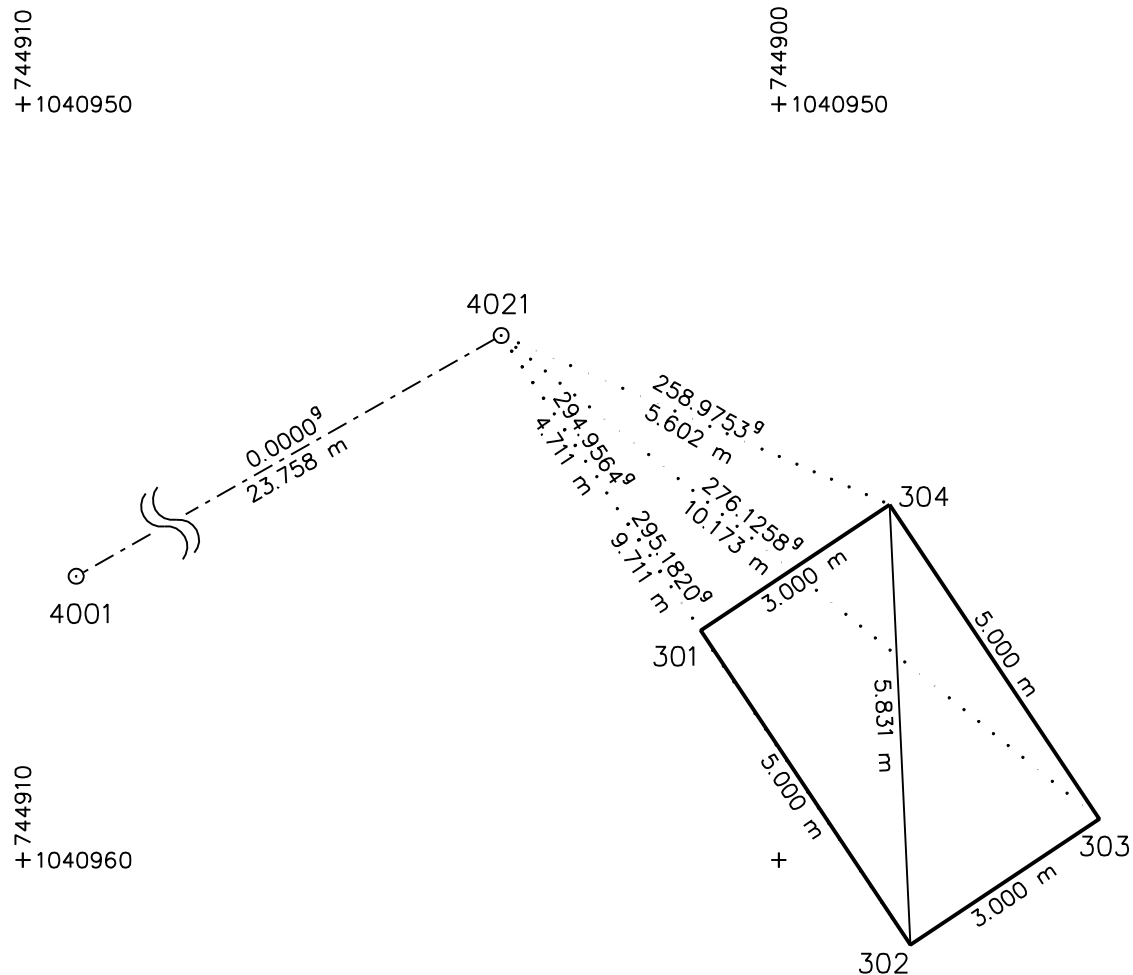 744910
+1040950
744900
+1040950
4021
0.0000ᵍ
23.758 m
4001
258.9753ᵍ
5.602 m
294.9564ᵍ
4.711 m
276.1258ᵍ
10.173 m
295.1820ᵍ
9.711 m
304
3.000 m
301
5.000 m
5.831 m
5.000 m
744910
+1040960
+
303
3.000 m
302